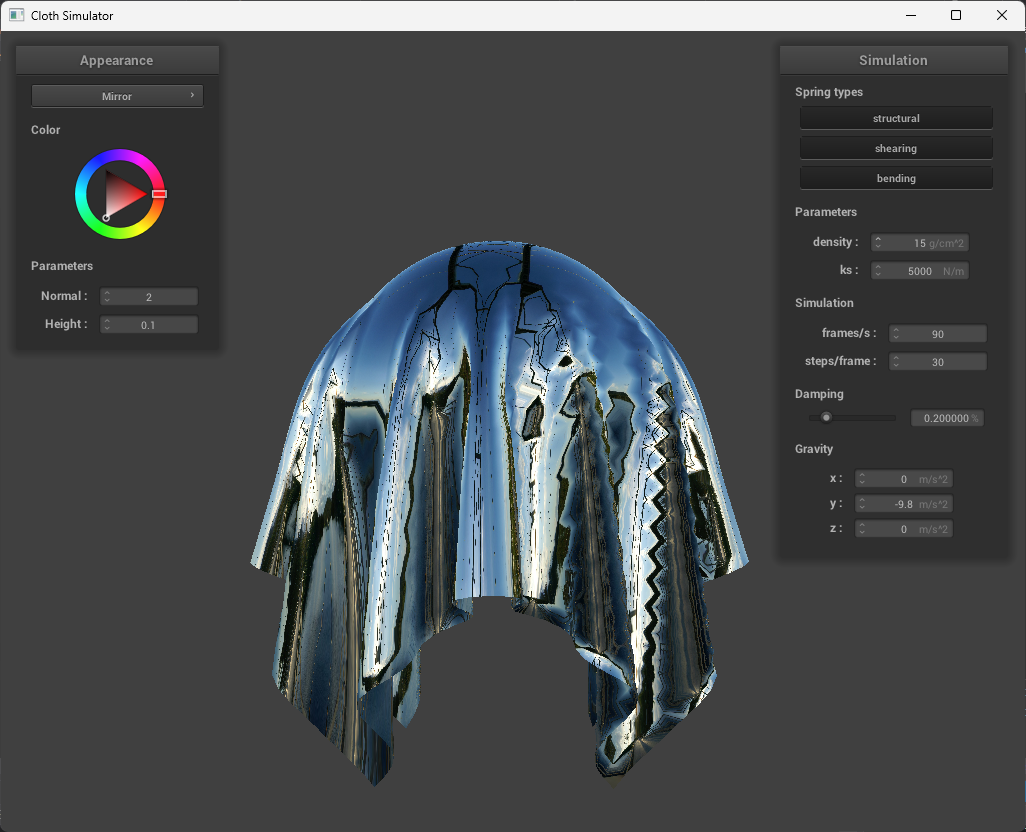 Cloth Simulator
Appearance
Mirror
Color
Parameters
Normal : 2
Height : 0.1
Simulation
Spring types
structural
shearing
bending
Parameters
density : 15 g/cm^2
ks : 5000 N/m
Simulation
frames/s : 90
steps/frame : 30
Damping
0.200000 %
Gravity
x : 0 m/s^2
y : -9.8 m/s^2
z : 0 m/s^2